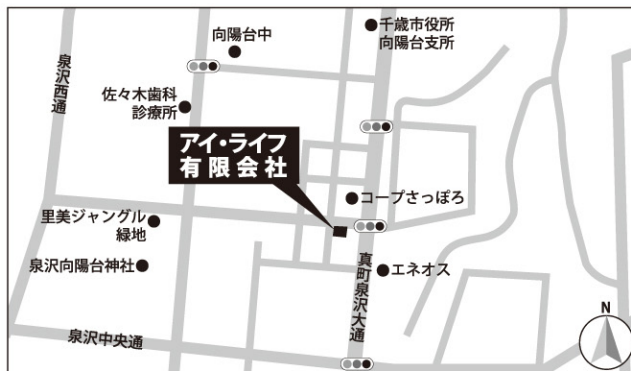 千歳市役所
向陽台支所
向陽台中
泉沢西通
佐々木歯科
診療所
アイ・ライフ
有限会社
コープさっぽろ
里美ジャングル
緑地
泉沢向陽台神社
真町泉沢大通
エネオス
泉沢中央通
N